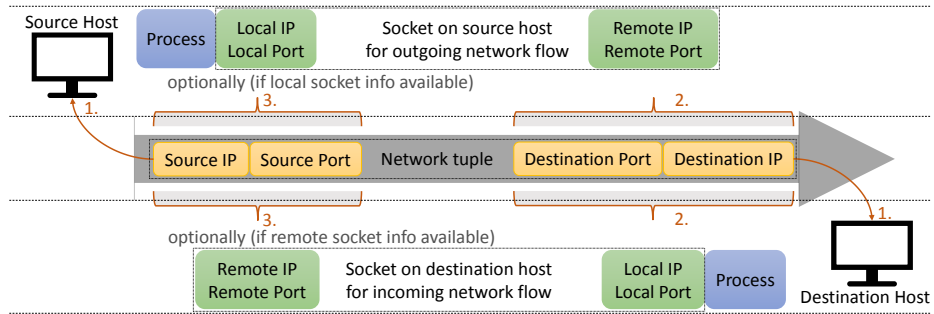 Source Host
Process
Local IP
Local Port
Socket on source host
for outgoing network flow
Remote IP
Remote Port
optionally (if local socket info available)
1.
3.
2.
Source IP
Source Port
Network tuple
Destination Port
Destination IP
3.
2.
1.
optionally (if remote socket info available)
Remote IP
Remote Port
Socket on destination host
for incoming network flow
Local IP
Local Port
Process
Destination Host